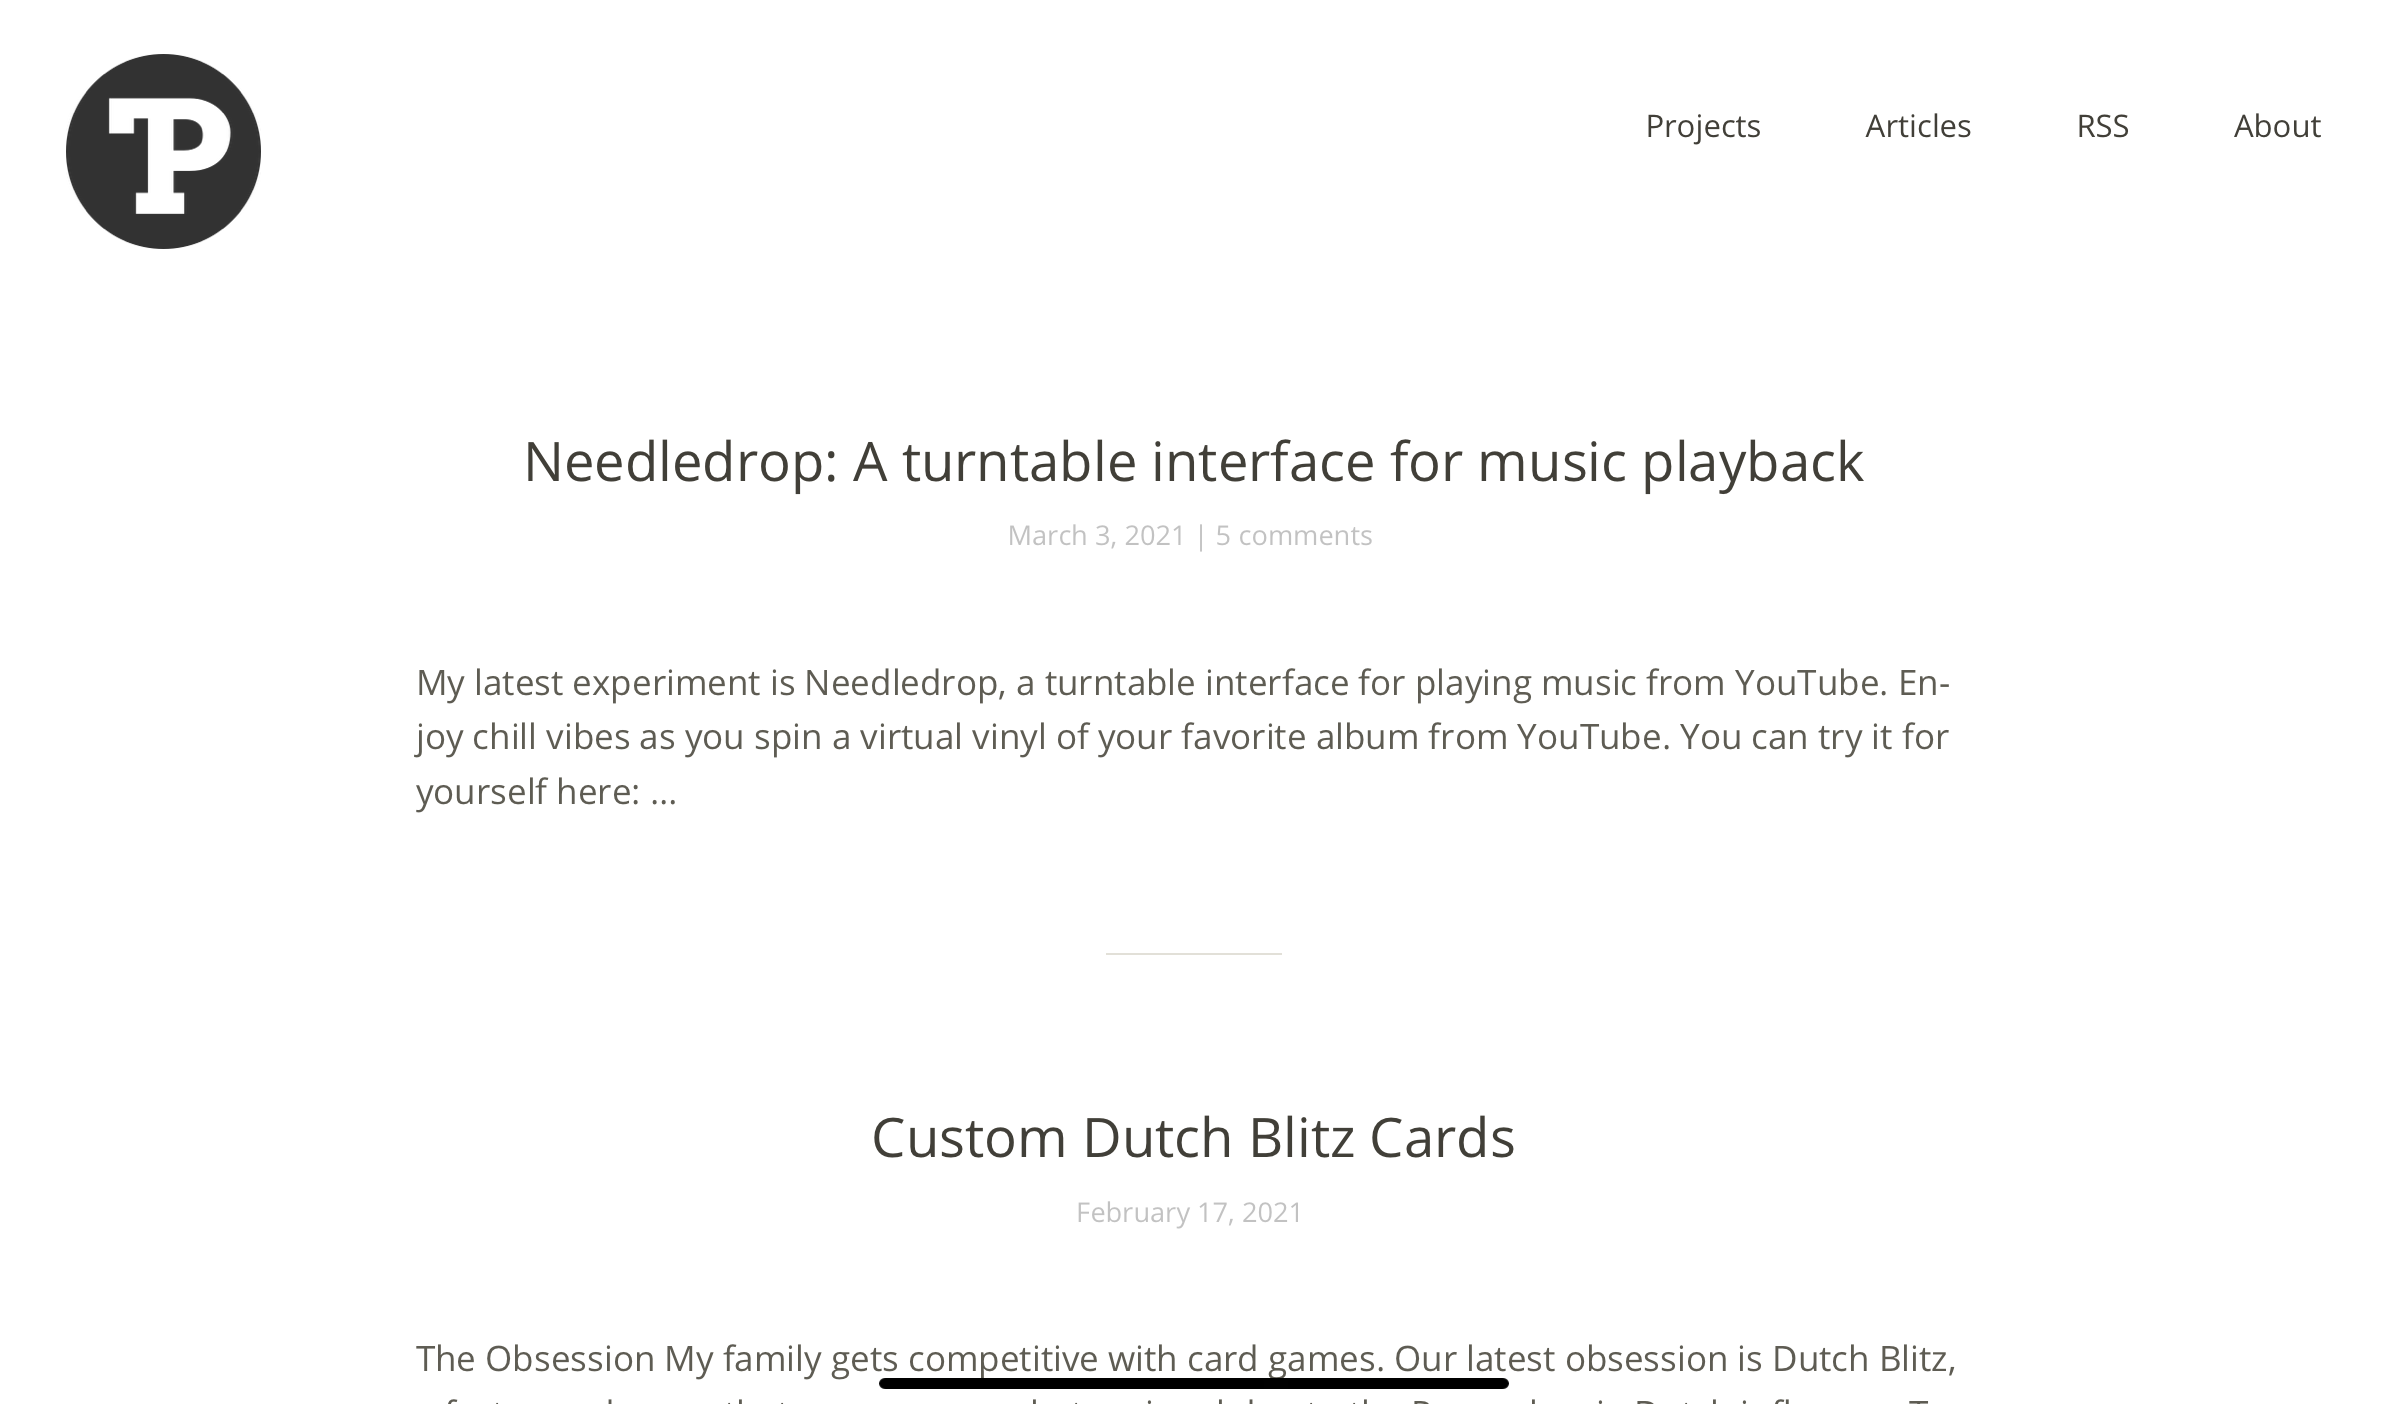 TP
Projects Articles RSS About
Needledrop: A turntable interface for music playback
March 3, 2021 | 5 comments
My latest experiment is Needledrop, a turntable interface for playing music from YouTube. En-
joy chill vibes as you spin a virtual vinyl of your favorite album from YouTube. You can try it for
yourself here: ...
Custom Dutch Blitz Cards
February 17, 2021
The Obsession My family gets competitive with card games. Our latest obsession is Dutch Blitz,